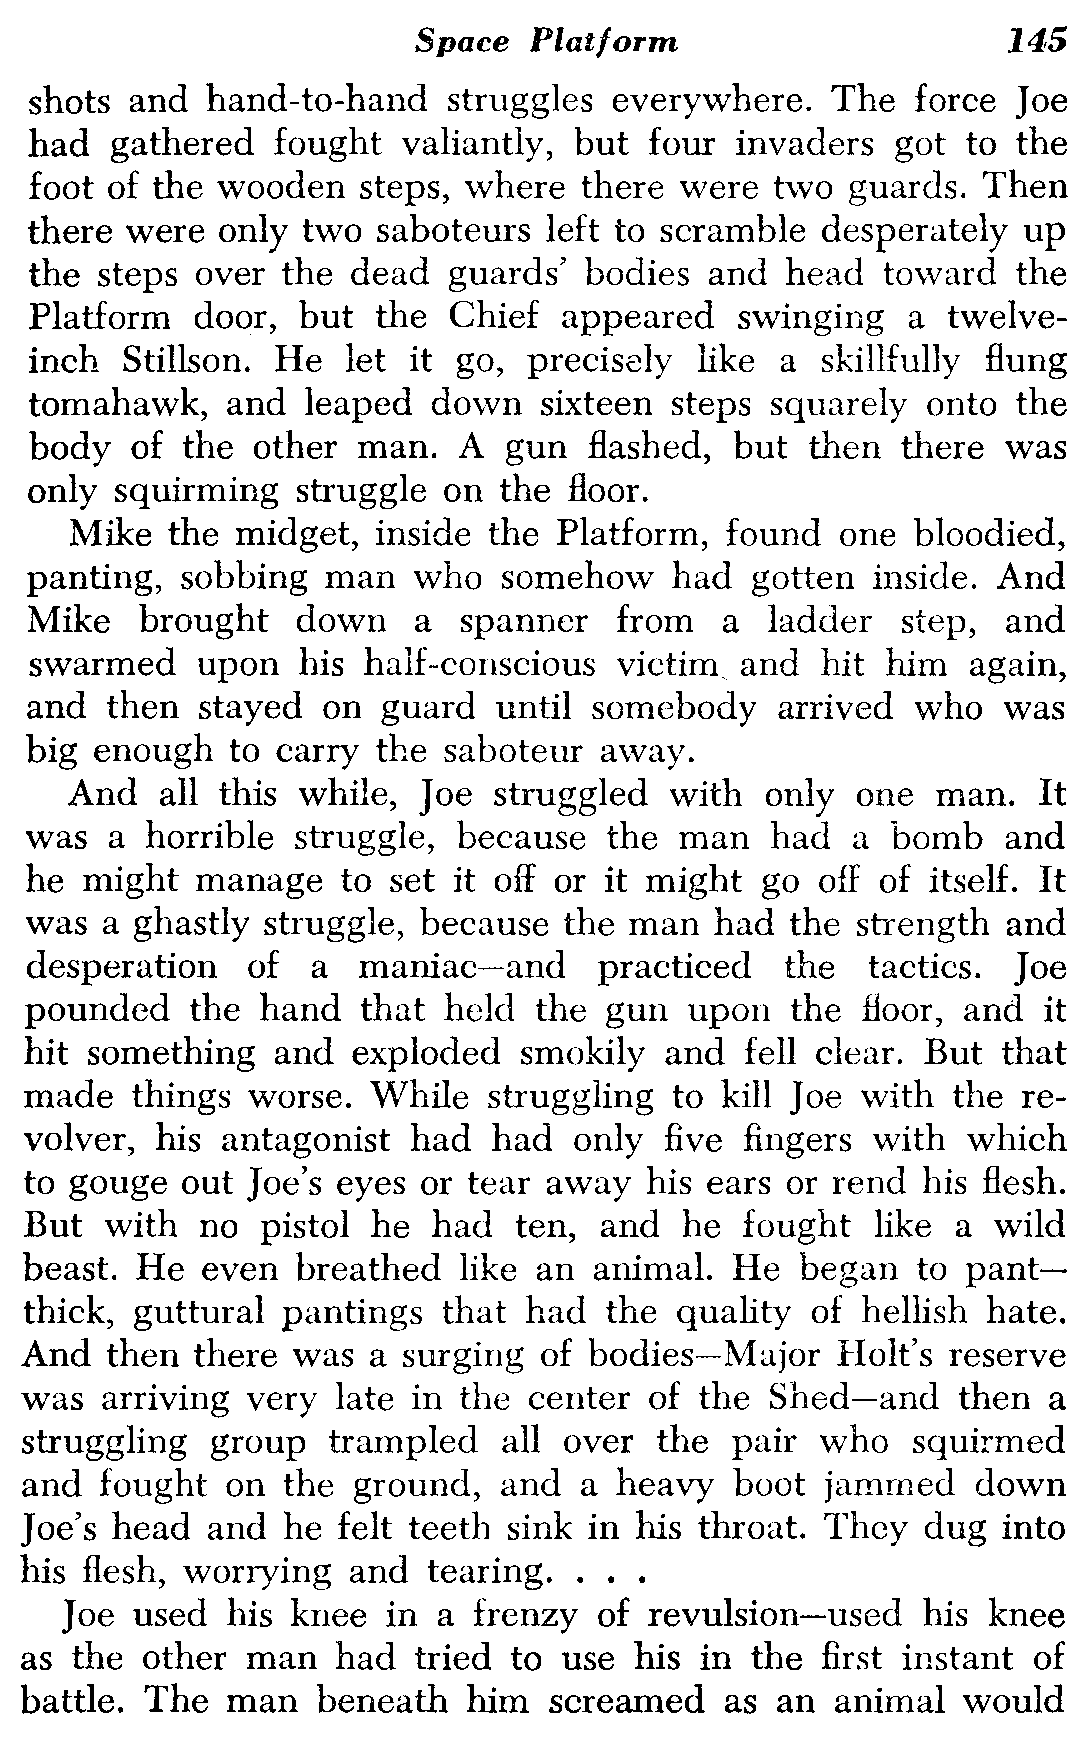 Space Platform 145
shots and hand-to-hand struggles everywhere. The force Joe
had gathered fought valiantly, but four invaders got to the
foot of the wooden steps, where there were two guards. Then
there were only two saboteurs left to scramble desperately up
the steps over the dead guards' bodies and head toward the
Platform door, but the Chief appeared swinging a twelve-
inch Stillson. He let it go, precisely like a skillfully flung
tomahawk, and leaped down sixteen steps squarely onto the
body of the other man. A gun flashed, but then there was
only squirming struggle on the floor.
Mike the midget, inside the Platform, found one bloodied,
panting, sobbing man who somehow had gotten inside. And
Mike brought down a spanner from a ladder step, and
swarmed upon his half-conscious victim and hit him again,
and then stayed on guard until somebody arrived who was
big enough to carry the saboteur away.
And all this while, Joe struggled with only one man. It
was a horrible struggle, because the man had a bomb and
he might manage to set it off or it might go off of itself. It
was a ghastly struggle, because the man had the strength and
desperation of a maniac—and practiced the tactics. Joe
pounded the hand that held the gun upon the floor, and it
hit something and exploded smokily and fell clear. But that
made things worse. While struggling to kill Joe with the re-
volver, his antagonist had had only five fingers with which
to gouge out Joe's eyes or tear away his ears or rend his flesh.
But with no pistol he had ten, and he fought like a wild
beast. He even breathed like an animal. He began to pant—
thick, guttural pantings that had the quality of hellish hate.
And then there was a surging of bodies—Major Holt's reserve
was arriving very late in the center of the Shed—and then a
struggling group trampled all over the pair who squirmed
and fought on the ground, and a heavy boot jammed down
Joe's head and he felt teeth sink in his throat. They dug into
his flesh, worrying and tearing. . . .
Joe used his knee in a frenzy of revulsion—used his knee
as the other man had tried to use his in the first instant of
battle. The man beneath him screamed as an animal would